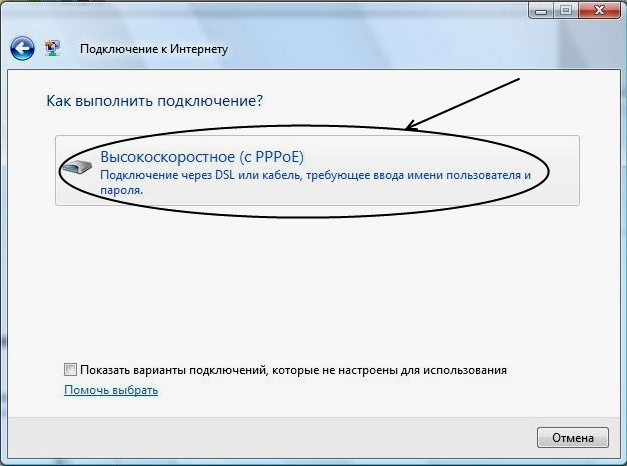 Подключение к Интернету
Как выполнить подключение?
Высокоскоростное (с PPPoE)
Подключение через DSL или кабель, требующее ввода имени пользователя и
пароля.
Показать варианты подключений, которые не настроены для использования
Помочь выбрать
Отмена